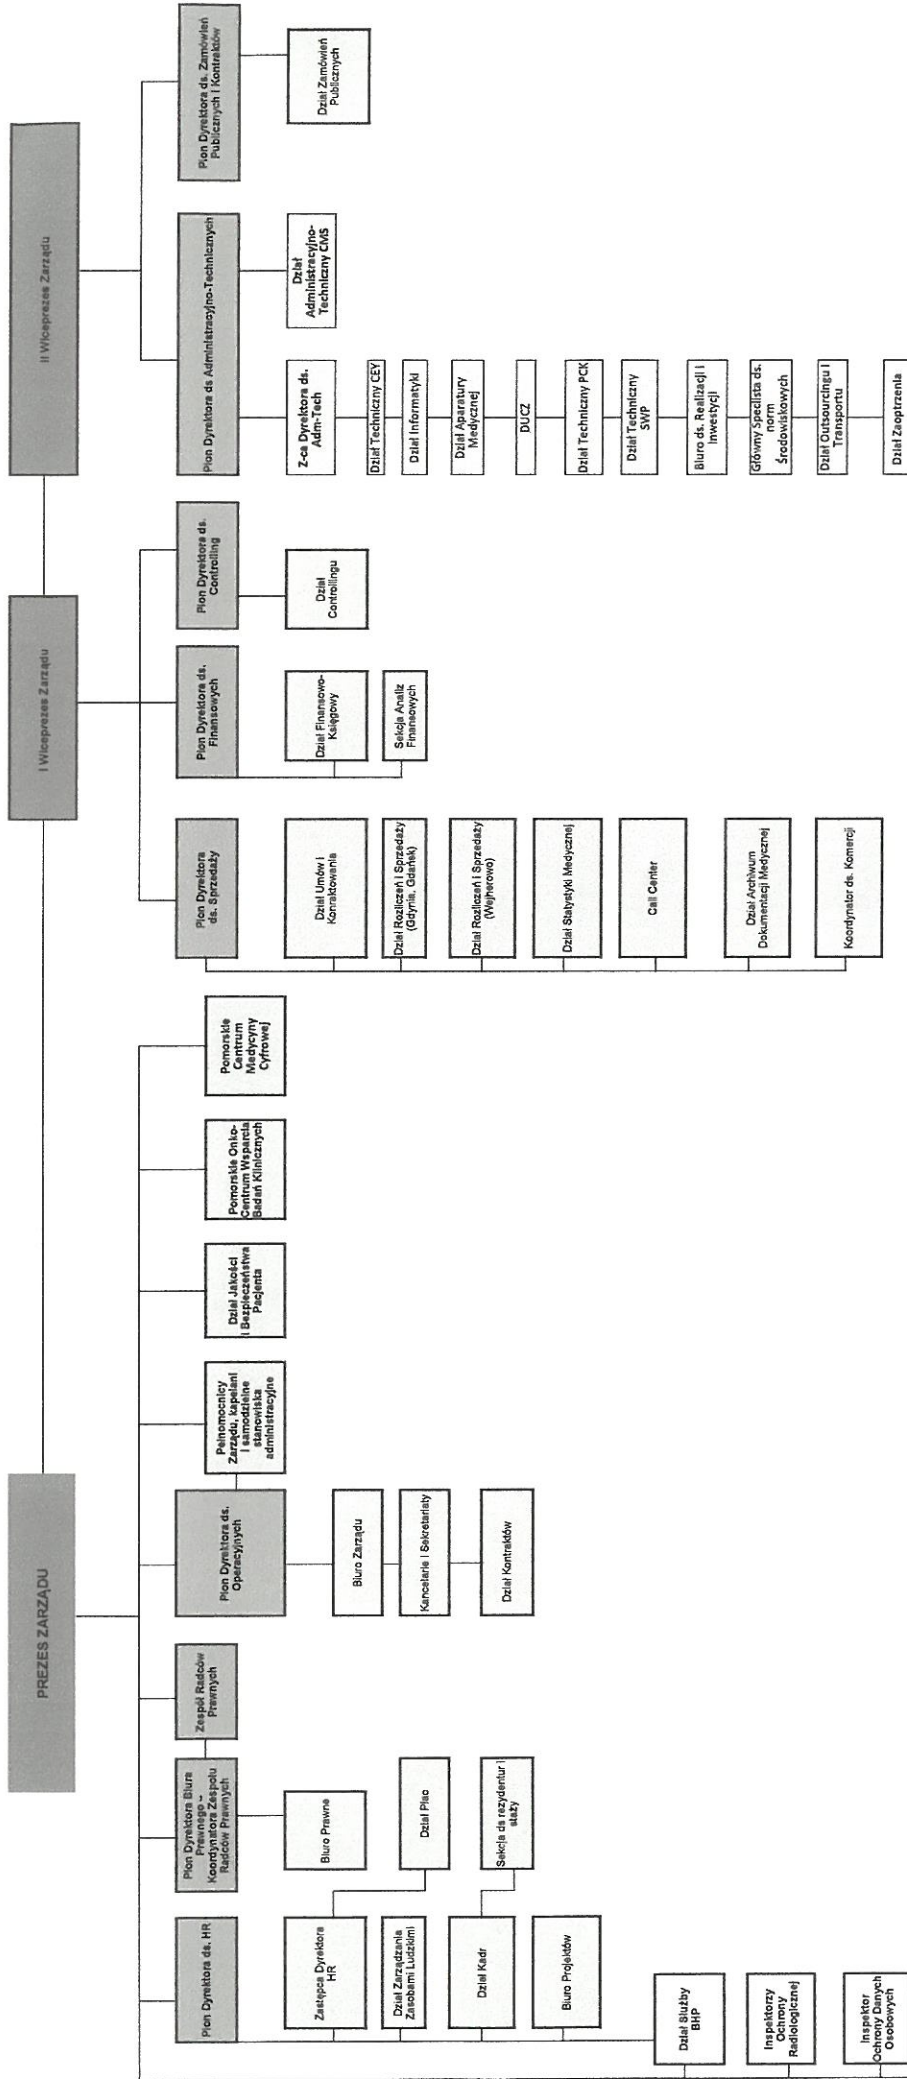 PREZES ZARZĄDU
I Wiceprezes Zarządu
II Wiceprezes Zarządu
Pion Dyrektora ds. HR
Zastępca Dyrektora
HR
Dział Zarządzania
Zasobami Ludzkimi
Dział Kadr
Biuro Projektów
Dział Płac
Sekcja ds rezydentur i
staży
Dział Służby
BHP
Inspektorzy
Ochrony
Radiologicznej
Inspektor
Ochrony Danych
Osobowych
Pion Dyrektora Biura
Prawnego –
Koordynatora Zespołu
Radców Prawnych
Biuro Prawne
Zespół Radców
Prawnych
Pion Dyrektora ds.
Operacyjnych
Biuro Zarządu
Kancelarie i Sekretariaty
Dział Kontraktów
Pełnomocnicy
Zarządu, kapelani
i samodzielne
stanowiska
administracyjne
Dział Jakości
i Bezpieczeństwa
Pacjenta
Pomorskie Onko-
Centrum Wsparcia
Badań Klinicznych
Pomorskie
Centrum
Medycyny
Cyfrowej
Pion Dyrektora
ds. Sprzedaży
Dział Umów i
Konraktowania
Dział Rozliczeń i Sprzedaży
(Gdynia, Gdańsk)
Dział Rozliczeń i Sprzedaży
(Wejherowo)
Dział Statystyki Medycznej
Call Center
Dział Archiwum
Dokumentacji Medycznej
Koordynator ds. Komercji
Pion Dyrektora ds.
Finansowych
Dział Finansowo-
Księgowy
Sekcja Analiz
Finansowych
Pion Dyrektora ds.
Controlling
Dział
Controllingu
Pion Dyrektora ds Administracyjno-Technicznych
Z-ca Dyrektora ds.
Adm-Tech
Dział Techniczny CEY
Dział Informatyki
Dział Aparatury
Medycznej
DUCZ
Dział Techniczny PCK
Dział Techniczny
SWP
Biuro ds. Realizacji i
Inwestycji
Główny Speclista ds.
norm
Środowiskowych
Dział Outsourcingu i
Transportu
Dział Zaoptrzenia
Dział
Administracyjno-
Techniczny CMS
Pion Dyrektora ds. Zamówień
Publicznych i Kontraktów
Dział Zamówień
Publicznych